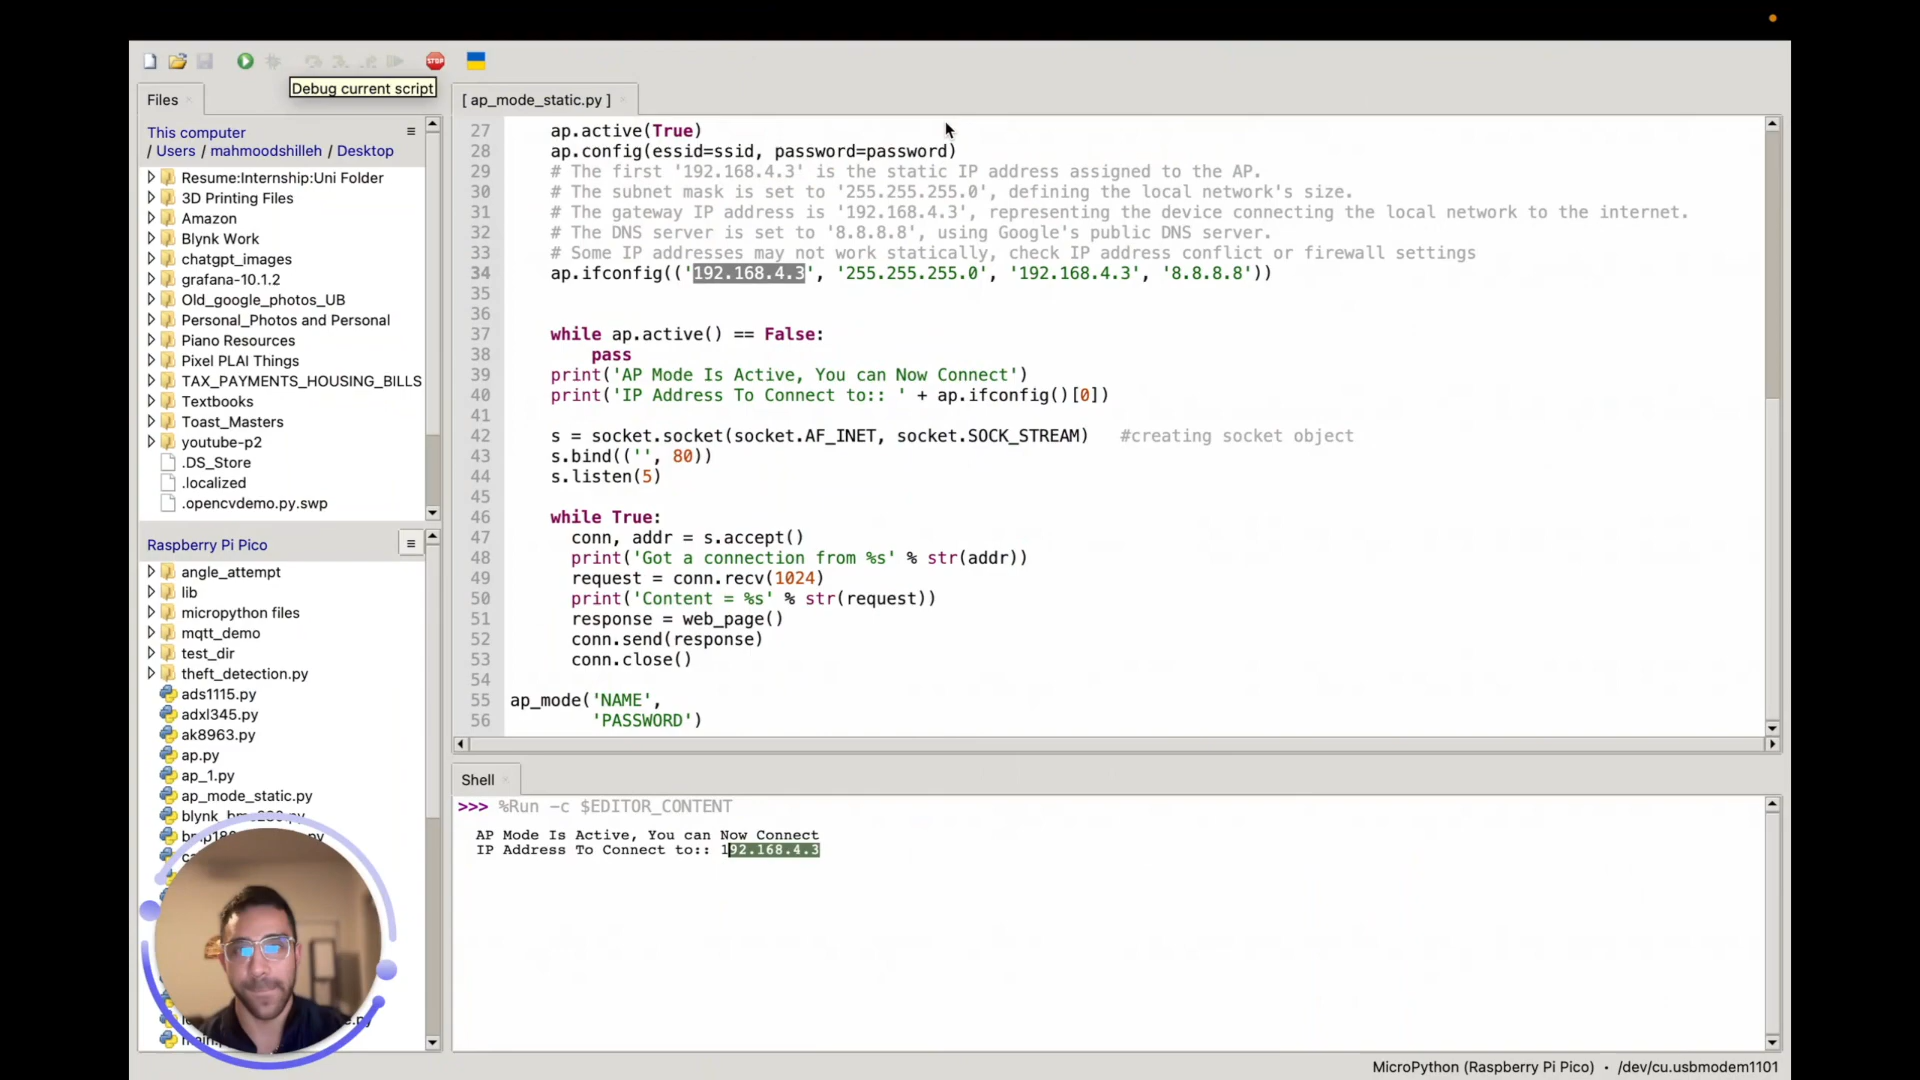 STOP
Debug current script
Files
[ ap_mode_static.py ]
This computer
/ Users / mahmoodshilleh / Desktop
Resume:Internship:Uni Folder
3D Printing Files
Amazon
Blynk Work
chatgpt_images
grafana-10.1.2
Old_google_photos_UB
Personal_Photos and Personal
Piano Resources
Pixel PLAI Things
TAX_PAYMENTS_HOUSING_BILLS
Textbooks
Toast_Masters
youtube-p2
.DS_Store
.localized
.opencvdemo.py.swp
Raspberry Pi Pico
angle_attempt
lib
micropython files
mqtt_demo
test_dir
theft_detection.py
ads1115.py
adxl345.py
ak8963.py
ap.py
ap_1.py
ap_mode_static.py
27 ap.active(True)
28 ap.config(essid=ssid, password=password)
29 # The first '192.168.4.3' is the static IP address assigned to the AP.
30 # The subnet mask is set to '255.255.255.0', defining the local network's size.
31 # The gateway IP address is '192.168.4.3', representing the device connecting the local network to the internet.
32 # The DNS server is set to '8.8.8.8', using Google's public DNS server.
33 # Some IP addresses may not work statically, check IP address conflict or firewall settings
34 ap.ifconfig(('192.168.4.3', '255.255.255.0', '192.168.4.3', '8.8.8.8'))
35
36
37 while ap.active() == False:
38 pass
39 print('AP Mode Is Active, You can Now Connect')
40 print('IP Address To Connect to:: ' + ap.ifconfig()[0])
41
42 s = socket.socket(socket.AF_INET, socket.SOCK_STREAM) #creating socket object
43 s.bind(('', 80))
44 s.listen(5)
45
46 while True:
47 conn, addr = s.accept()
48 print('Got a connection from %s' % str(addr))
49 request = conn.recv(1024)
50 print('Content = %s' % str(request))
51 response = web_page()
52 conn.send(response)
53 conn.close()
54
55 ap_mode('NAME',
56 'PASSWORD')
Shell
>>> %Run -c $EDITOR_CONTENT
AP Mode Is Active, You can Now Connect
IP Address To Connect to:: 192.168.4.3
MicroPython (Raspberry Pi Pico) • /dev/cu.usbmodem1101